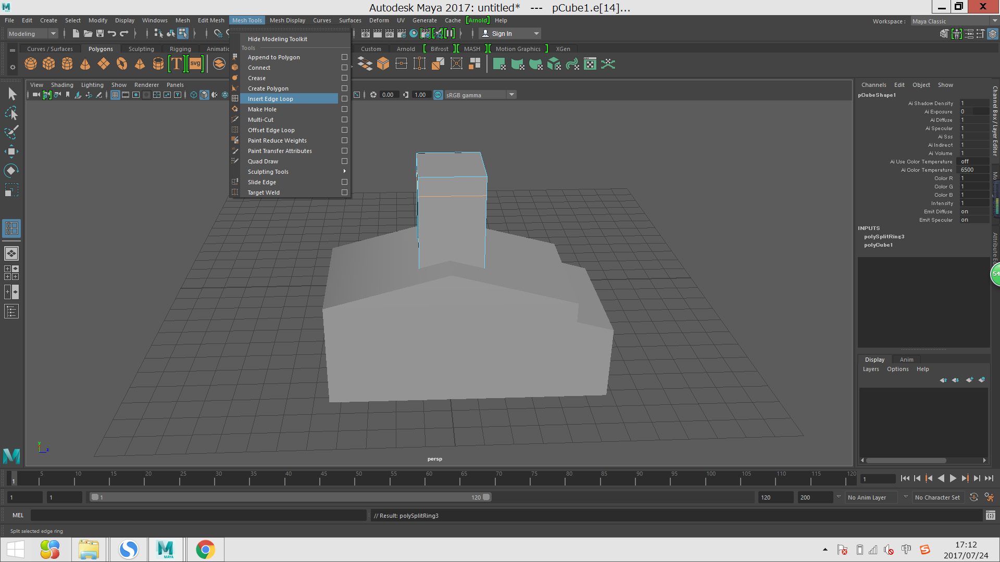 Autodesk Maya 2017: untitled*   ---   pCube1.e[14]...
File Edit Create Select Modify Display Windows Mesh Edit Mesh Mesh Tools Mesh Display Curves Surfaces Deform UV Generate Cache [Arnold] Help
Workspace : Maya Classic
Modeling
IPR
Sign In
Hide Modeling Toolkit
Tools
Append to Polygon
Connect
Crease
Create Polygon
Insert Edge Loop
Make Hole
Multi-Cut
Offset Edge Loop
Paint Reduce Weights
Paint Transfer Attributes
Quad Draw
Sculpting Tools
Slide Edge
Target Weld
Curves / Surfaces Polygons Sculpting Rigging Animatio Custom Arnold Bifrost MASH Motion Graphics XGen
T svg
View Shading Lighting Show Renderer Panels
0.00 1.00 ON sRGB gamma
persp
y
z
Channels Edit Object Show
pCubeShape1
Ai Shadow Density 1
Ai Exposure 0
Ai Diffuse 1
Ai Specular 1
Ai Sss 1
Ai Indirect 1
Ai Volume 1
Ai Use Color Temperature off
Ai Color Temperature 6500
Color R 1
Color G 1
Color B 1
Intensity 1
Emit Diffuse on
Emit Specular on
INPUTS
polySplitRing3
polyCube1
Channel Box / Layer Editor
Mo
Attribute E
54
Display Anim
Layers Options Help
5 10 15 20 25 30 35 40 45 50 55 60 65 70 75 80 85 90 95 100 105 110 115 120
1
1
1 1 1 120 120 200 No Anim Layer No Character Set
MEL
// Result: polySplitRing3
Split selected edge ring
MAYA
中
S
17:12
2017/07/24